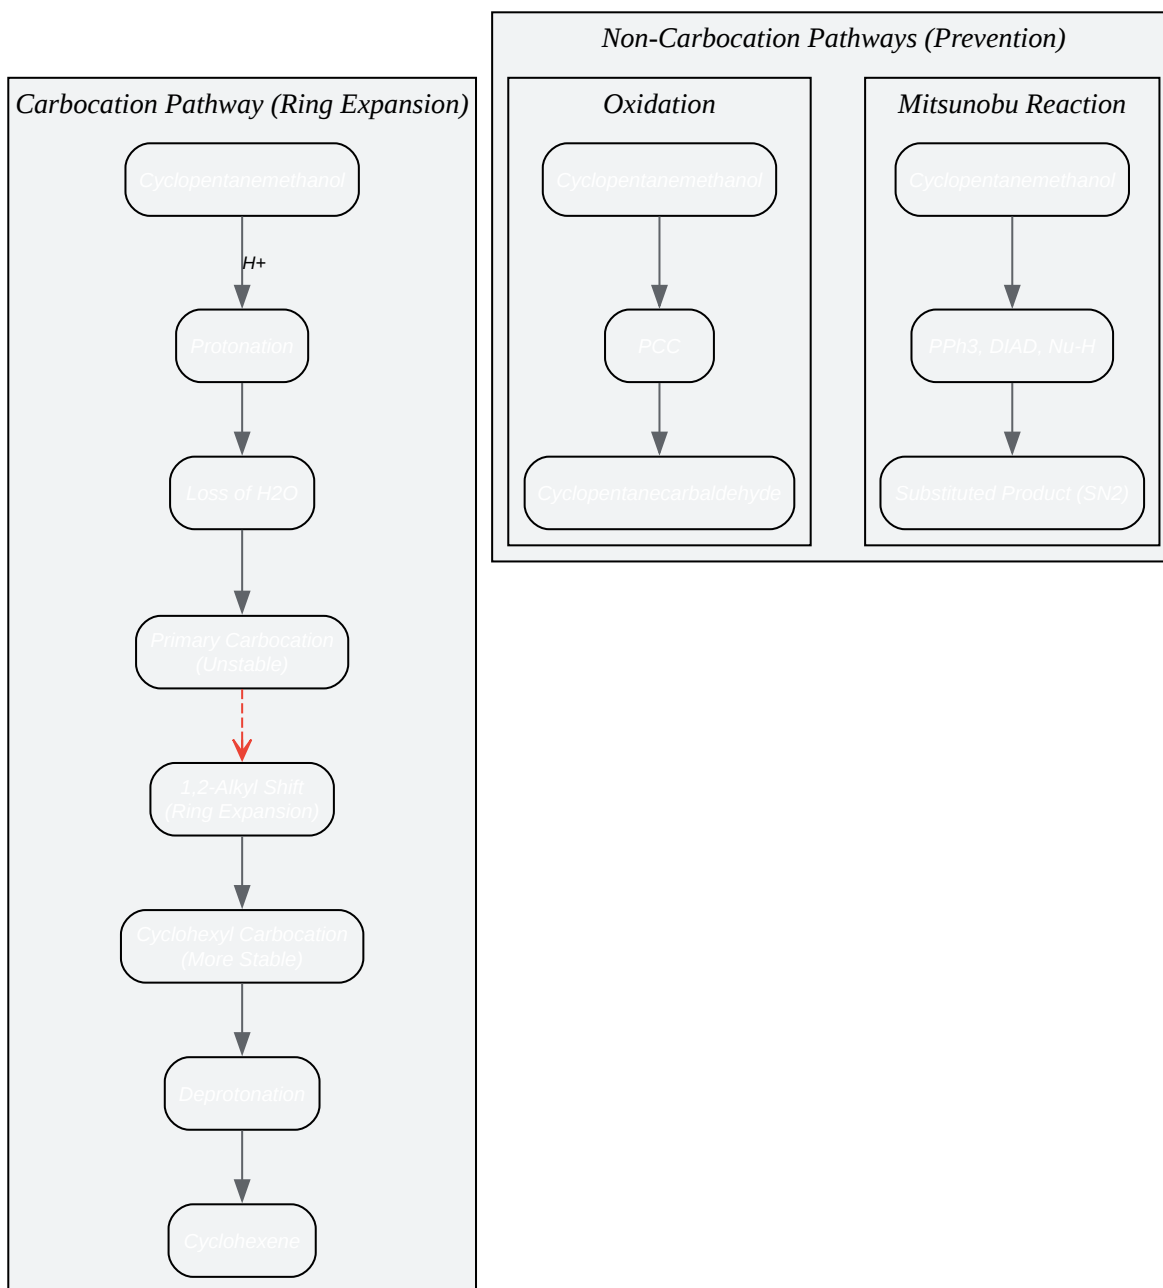 Non-Carbocation Pathways (Prevention)
Carbocation Pathway (Ring Expansion)
Cyclopentanemethanol
H+
Protonation
Loss of H2O
Primary Carbocation
(Unstable)
1,2-Alkyl Shift
(Ring Expansion)
Cyclohexyl Carbocation
(More Stable)
Deprotonation
Cyclohexene
Oxidation
Cyclopentanemethanol
PCC
Cyclopentanecarbaldehyde
Mitsunobu Reaction
Cyclopentanemethanol
PPh3, DIAD, Nu-H
Substituted Product (SN2)